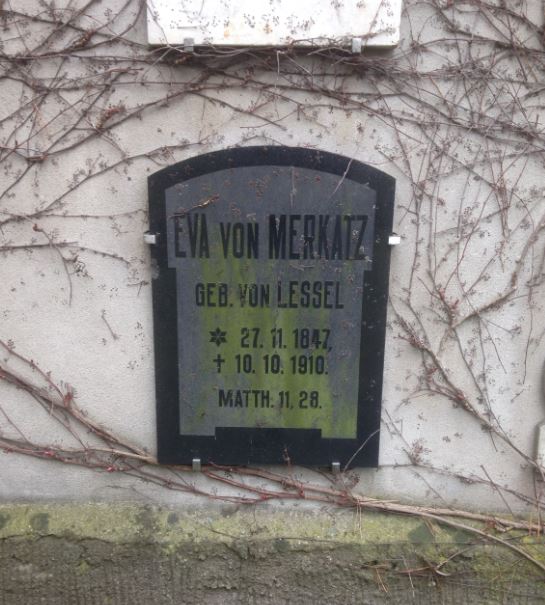 EVA VON MERKATZ
GEB. VON LESSEL
* 27. 11. 1847,
† 10. 10. 1910.
MATTH. 11, 28.